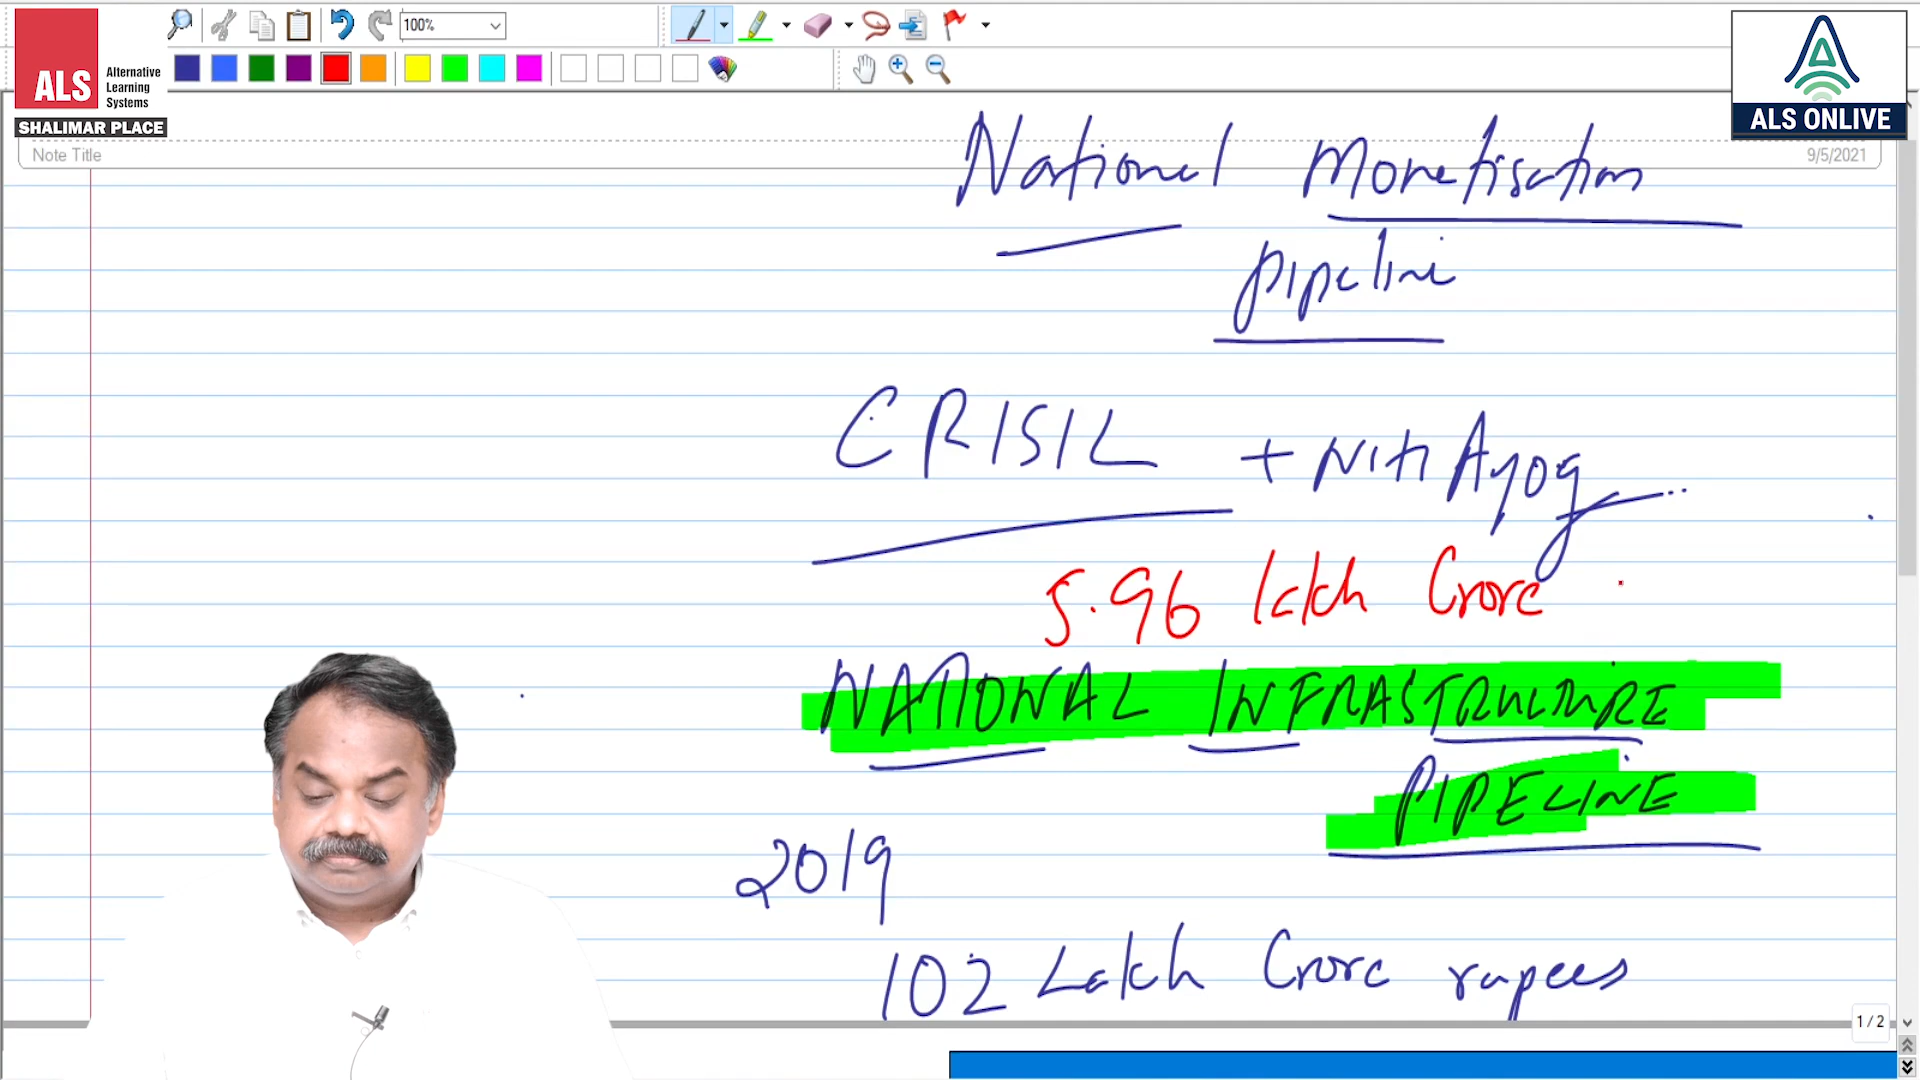 100%
ALS
Alternative
Learning
Systems
SHALIMAR PLACE
ALS ONLIVE
Note Title
9/5/2021
National Monetisation
Pipeline
CRISIL + Niti Ayog
5.96 lakh Crore
NATIONAL INFRASTRUCTURE
PIPELINE
2019
102 Lakh Crore rupees
1 / 2